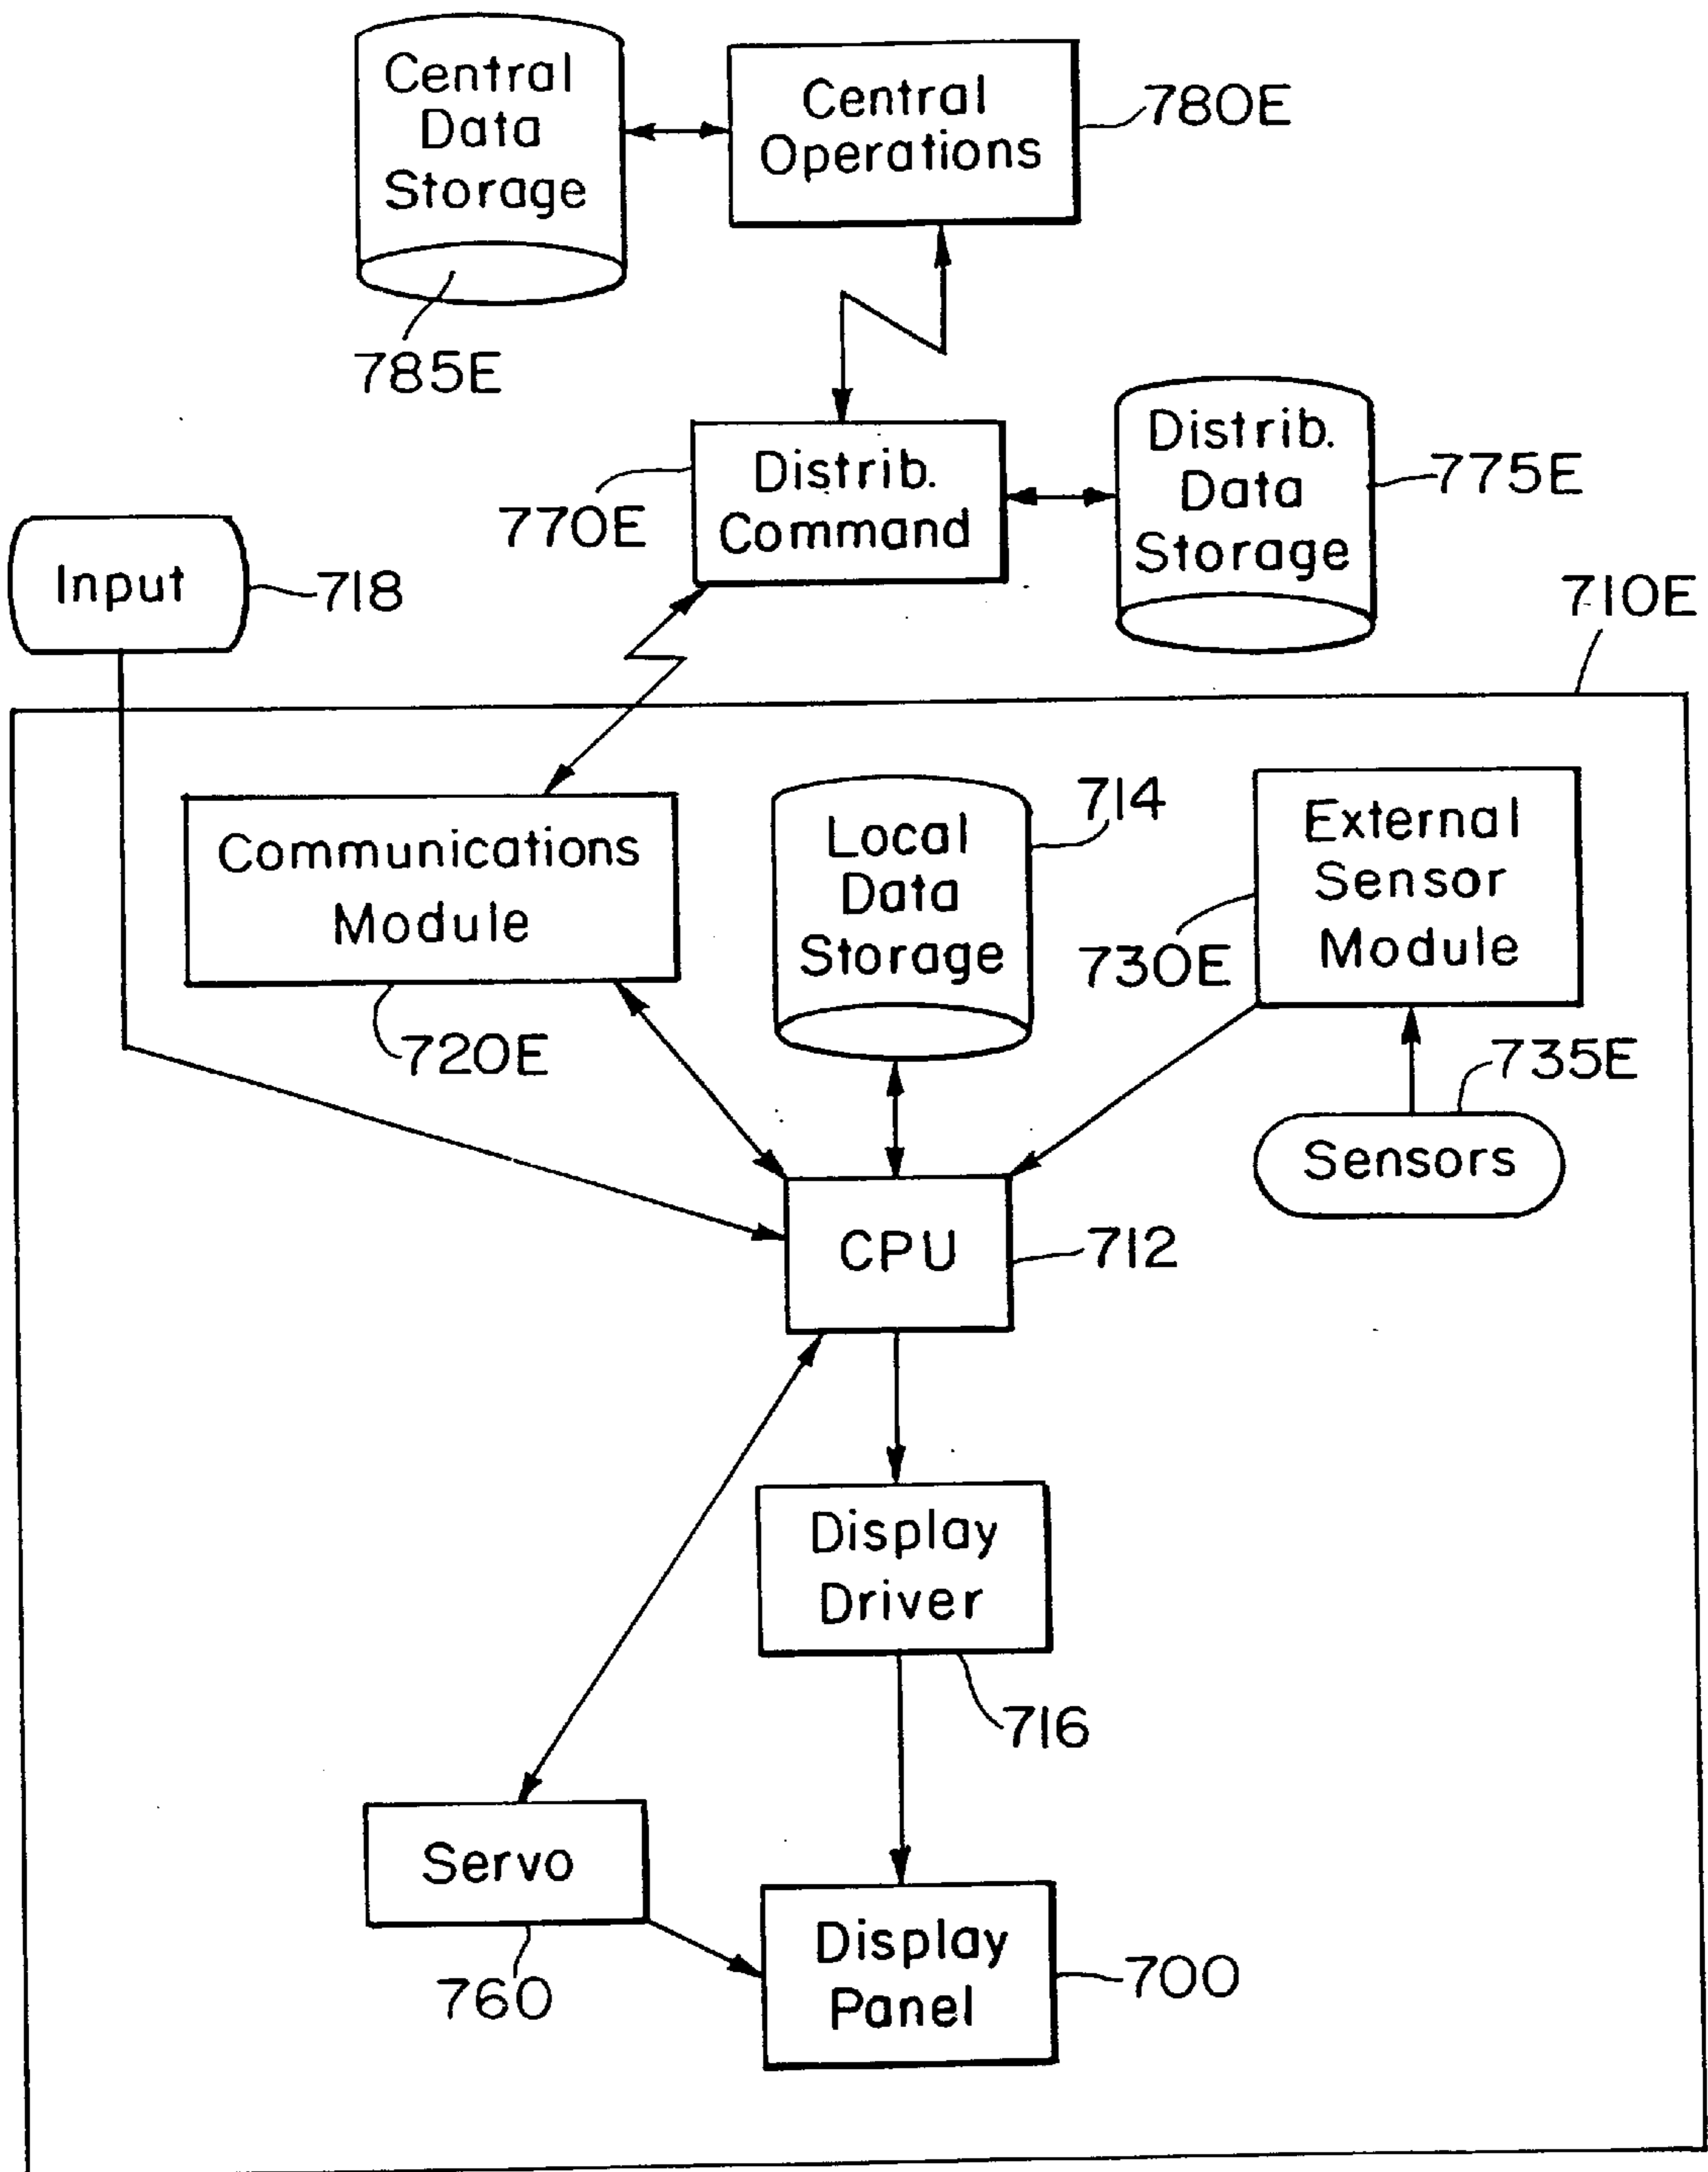 Central
Data
Storage
Central
Operations
780E
785E
Distrib.
Command
770E
Distrib.
Data
Storage
775E
Input
718
710E
Communications
Module
720E
Local
Data
Storage
714
External
Sensor
Module
730E
735E
Sensors
CPU
712
Display
Driver
716
Servo
760
Display
Panel
700